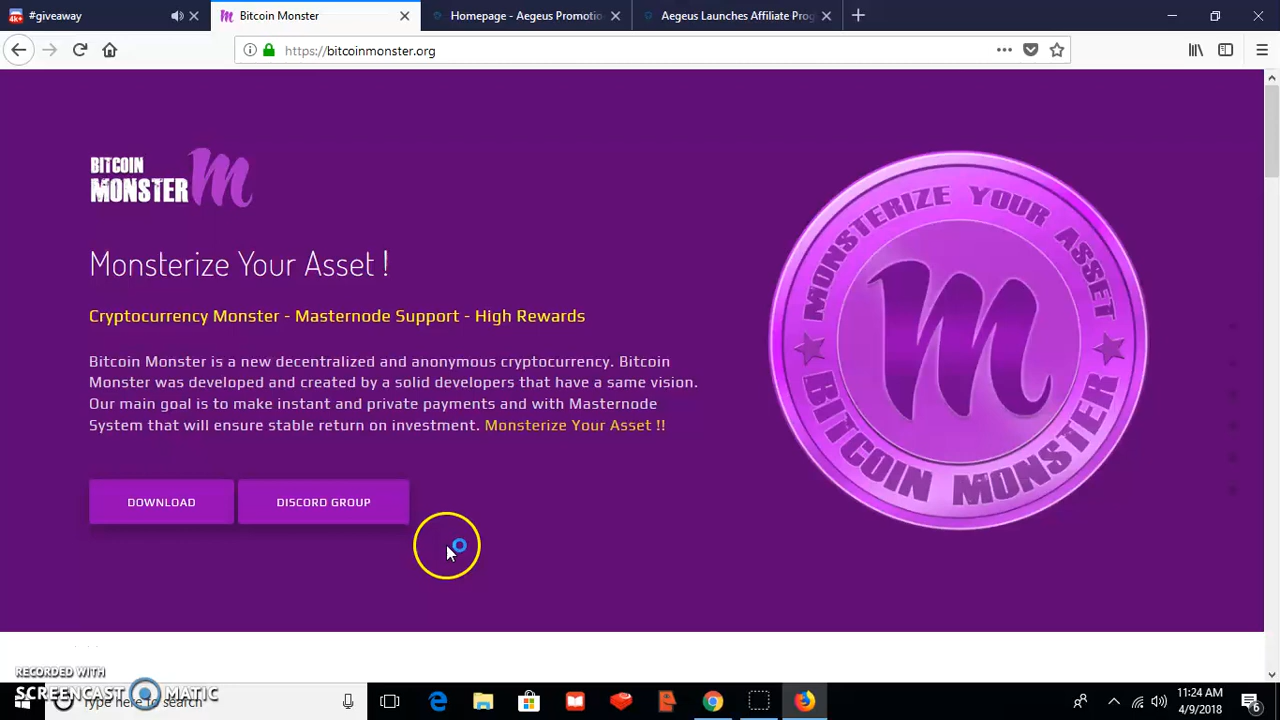 4K+
#giveaway
Bitcoin Monster
Homepage - Aegeus Promotio
Aegeus Launches Affiliate Prog
https://bitcoinmonster.org
BITCOIN
MONSTER
Monsterize Your Asset !
Cryptocurrency Monster - Masternode Support - High Rewards
Bitcoin Monster is a new decentralized and anonymous cryptocurrency. Bitcoin
Monster was developed and created by a solid developers that have a same vision.
Our main goal is to make instant and private payments and with Masternode
System that will ensure stable return on investment. Monsterize Your Asset !!
DOWNLOAD
DISCORD GROUP
MONSTERIZE YOUR ASSET
m
BITCOIN MONSTER
RECORDED WITH
SCREENCAST MATIC
Type here to search
11:24 AM
4/9/2018
6